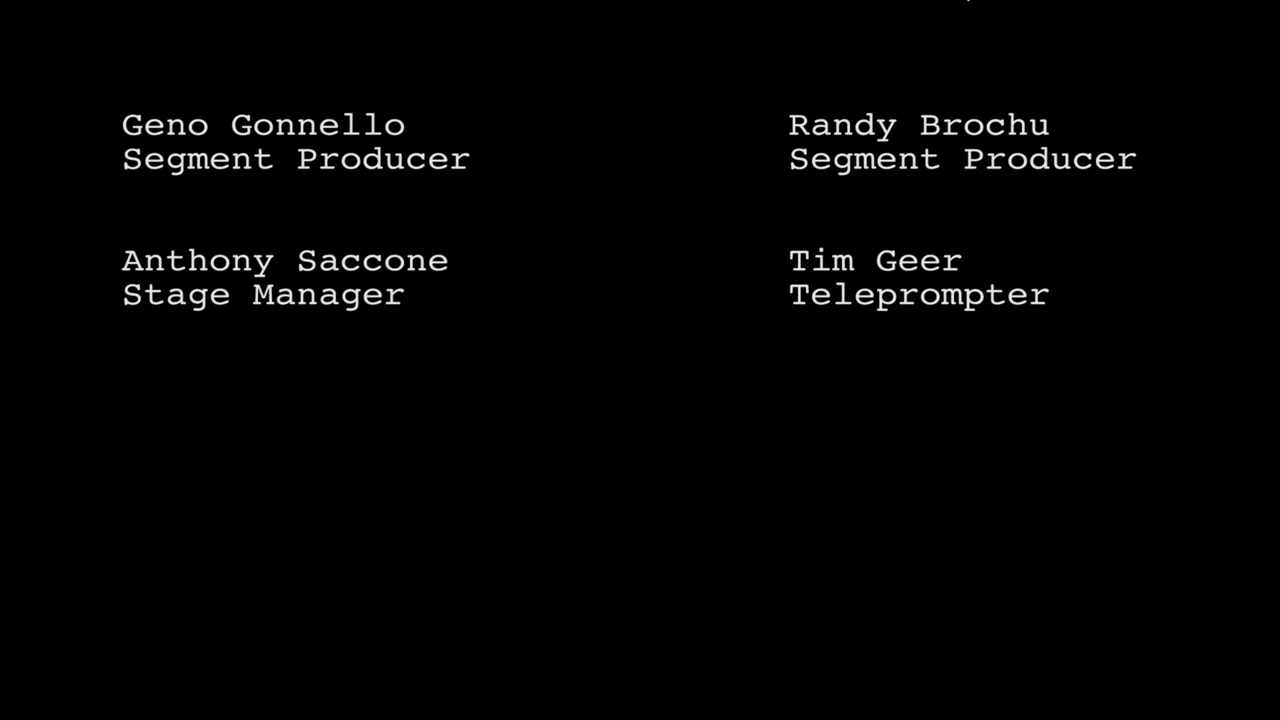 Geno Gonnello
Segment Producer
Randy Brochu
Segment Producer
Anthony Saccone
Stage Manager
Tim Geer
Teleprompter